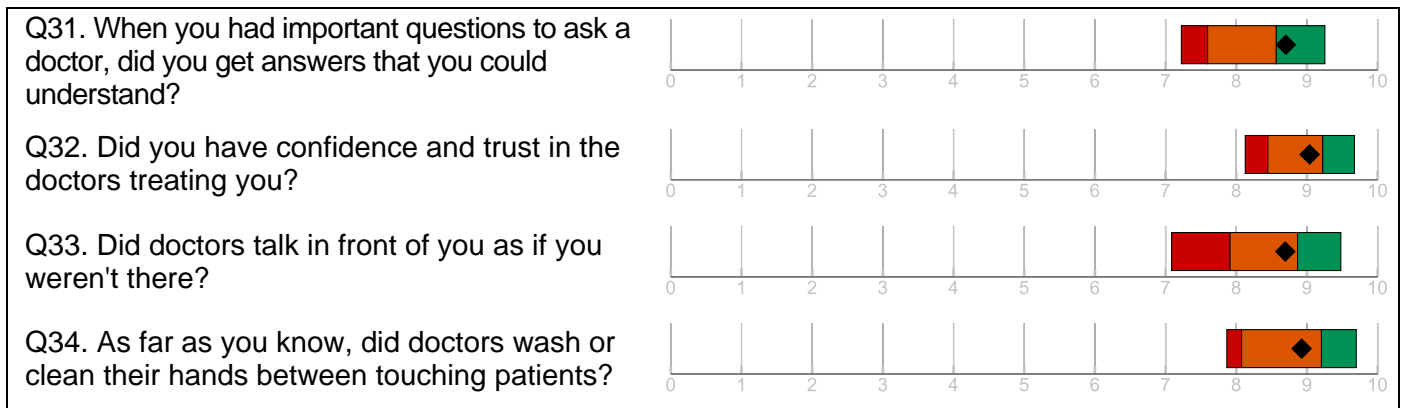 Q31. When you had important questions to ask a
doctor, did you get answers that you could
understand?
0 1 2 3 4 5 6 7 8 9 10
Q32. Did you have confidence and trust in the
doctors treating you?
0 1 2 3 4 5 6 7 8 9 10
Q33. Did doctors talk in front of you as if you
weren't there?
0 1 2 3 4 5 6 7 8 9 10
Q34. As far as you know, did doctors wash or
clean their hands between touching patients?
0 1 2 3 4 5 6 7 8 9 10